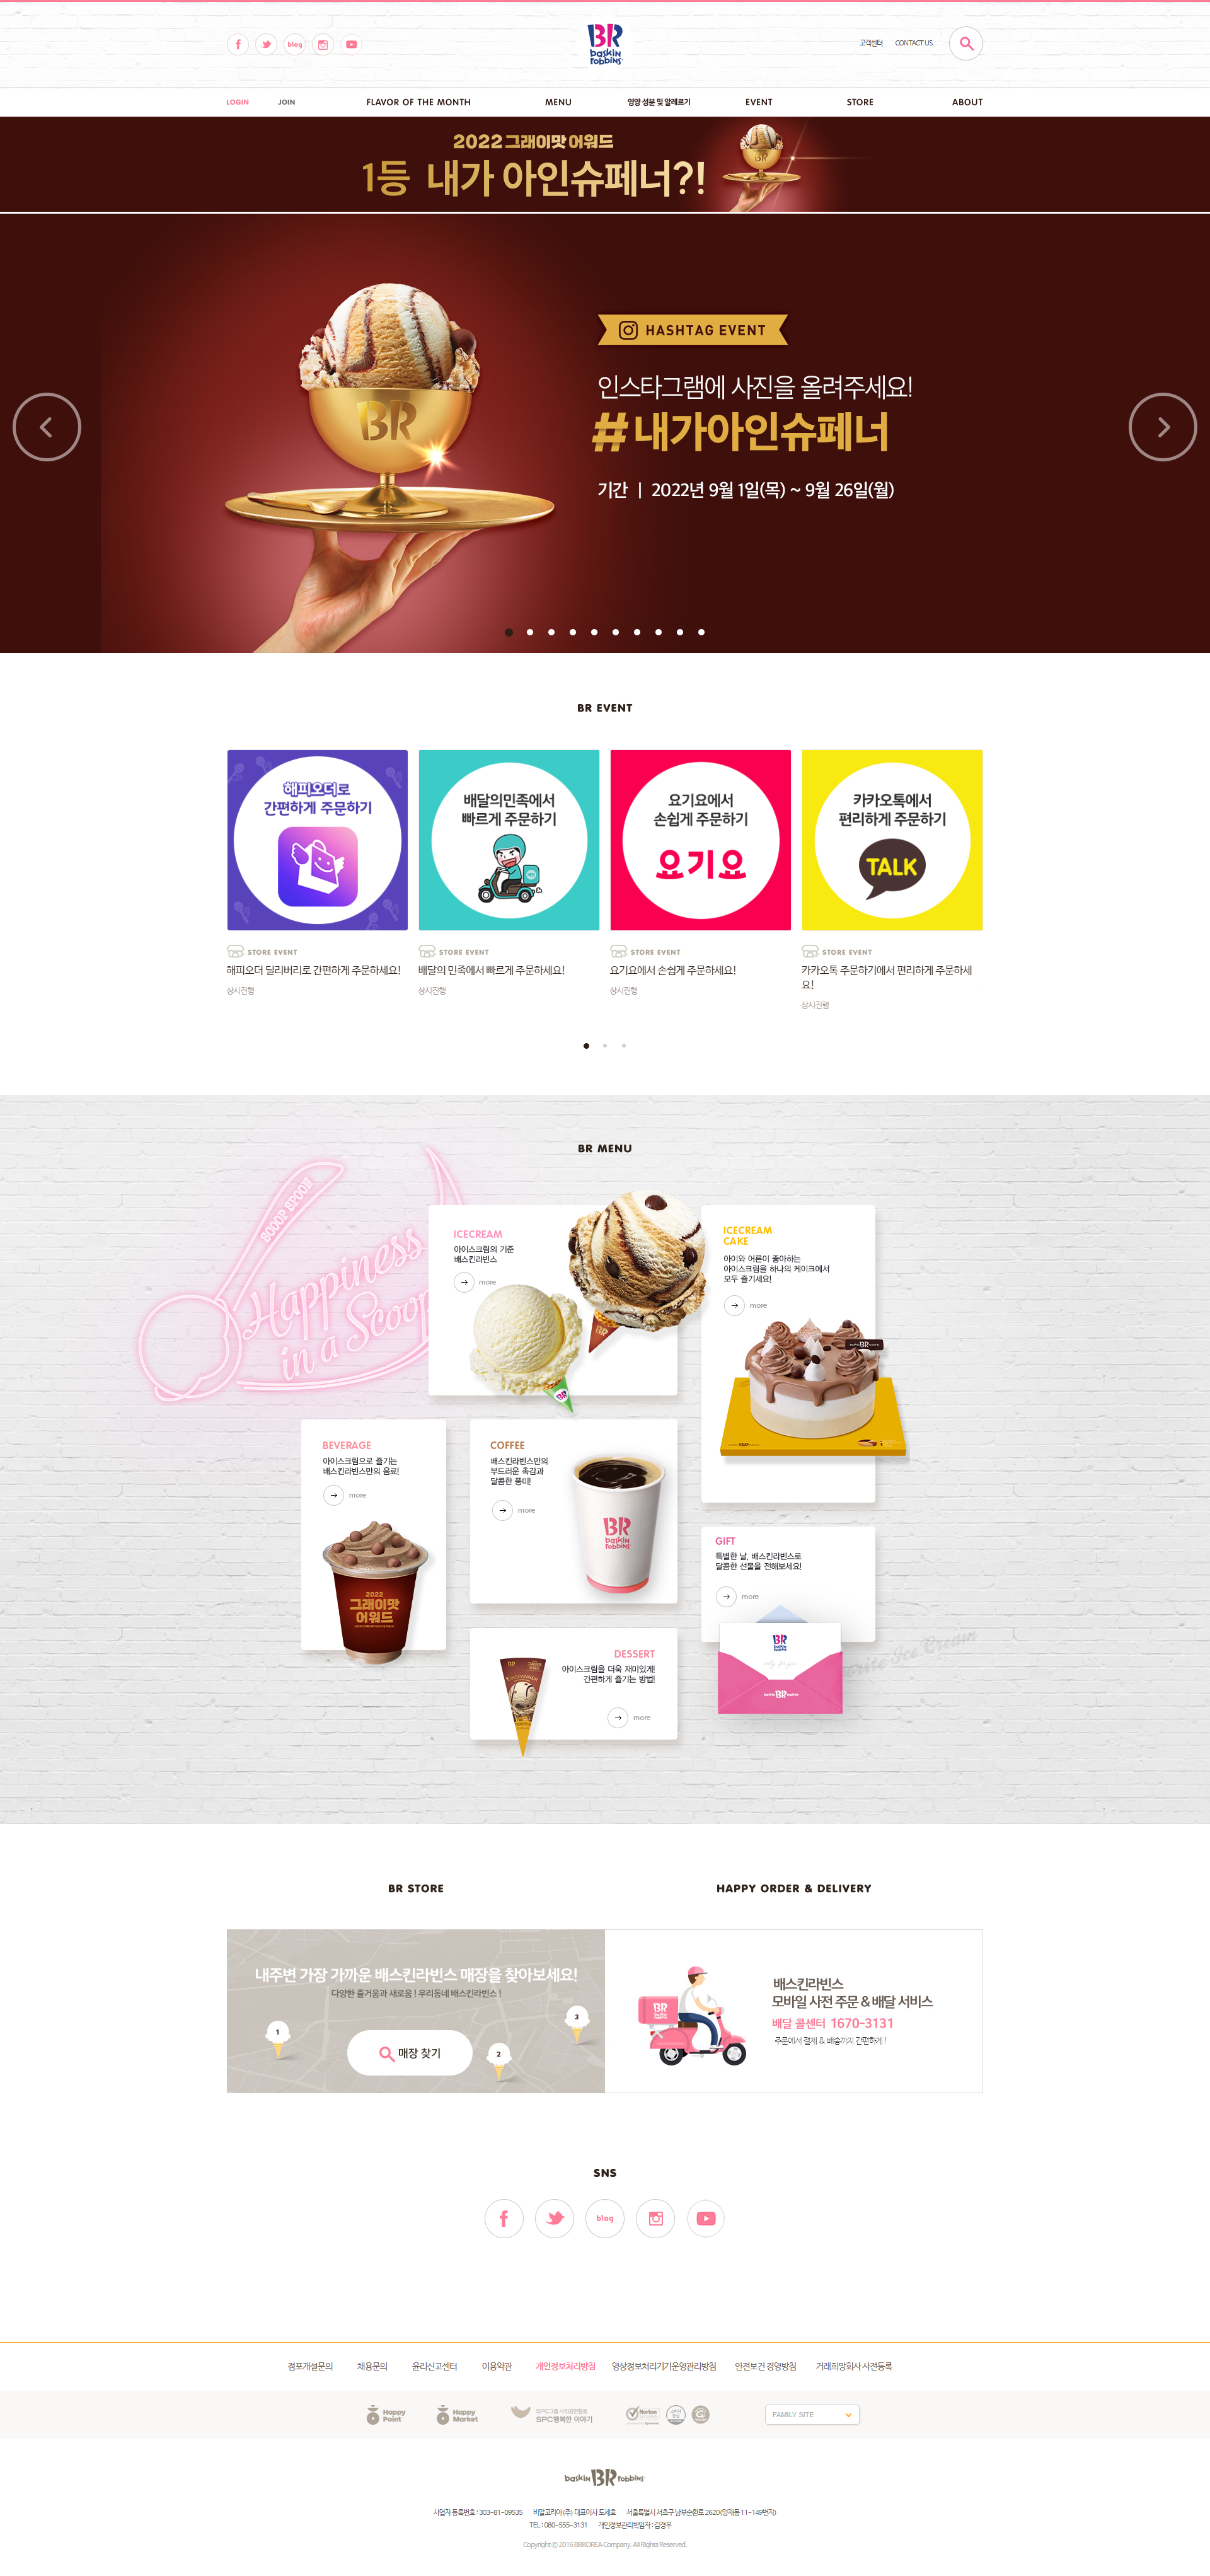 blog
BR
baskin
robbins
고객센터 CONTACT US
LOGIN JOIN FLAVOR OF THE MONTH MENU 영양 성분 및 알레르기 EVENT STORE ABOUT
2022 그래이맛 어워드
1등 내가 아인슈페너?!
BR
HASHTAG EVENT
인스타그램에 사진을 올려주세요!
#내가아인슈페너
기간 | 2022년 9월 1일(목) ~ 9월 26일(월)
BR
BR EVENT
해피오더로
간편하게 주문하기
배달의민족에서
빠르게 주문하기
요기요에서
손쉽게 주문하기
요기요
카카오톡에서
편리하게 주문하기
TALK
STORE EVENT
해피오더 딜리버리로 간편하게 주문하세요!
상시진행
STORE EVENT
배달의 민족에서 빠르게 주문하세요!
상시진행
STORE EVENT
요기요에서 손쉽게 주문하세요!
상시진행
STORE EVENT
카카오톡 주문하기에서 편리하게 주문하세
요!
상시진행
BR MENU
Happiness
in a Scoop
ICECREAM
아이스크림의 기준
배스킨라빈스
more
BR
BR
ICECREAM
CAKE
아이와 어른이 좋아하는
아이스크림을 하나의 케이크에서
모두 즐기세요!
more
BEVERAGE
아이스크림으로 즐기는
배스킨라빈스만의 음료!
more
2022
그래이맛
어워드
COFFEE
배스킨라빈스만의
부드러운 촉감과
달콤한 풍미!
more
BR
baskin
robbins
GIFT
특별한 날, 배스킨라빈스로
달콤한 선물을 전해보세요!
more
BR
baskin BR robbins
DESSERT
아이스크림을 더욱 재미있게!
간편하게 즐기는 방법!
more
BR STORE
HAPPY ORDER & DELIVERY
내주변 가장 가까운 배스킨라빈스 매장을 찾아보세요!
다양한 즐거움과 새로움 ! 우리동네 배스킨라빈스 !
1
2
3
매장 찾기
BR
배스킨라빈스
모바일 사전 주문 & 배달 서비스
배달 콜센터 1670-3131
주문에서 결제 & 배송까지 간편하게 !
SNS
blog
점포개설문의 채용문의 윤리신고센터 이용약관 개인정보처리방침 영상정보처리기기운영관리방침 안전보건 경영방침 거래희망회사 사전등록
Happy
Point
Happy
Market
SPC그룹 사회공헌활동
SPC행복한 이야기
Norton
FAMILY SITE
baskin BR robbins
사업자 등록번호 : 303-81-09535 비알코리아(주) 대표이사 도세호 서울특별시 서초구 남부순환로 2620(양재동 11-149번지)
TEL : 080-555-3131 개인정보관리책임자 : 김경우
Copyright ⓒ 2016 BRKOREA Company. All Rights Reserved.